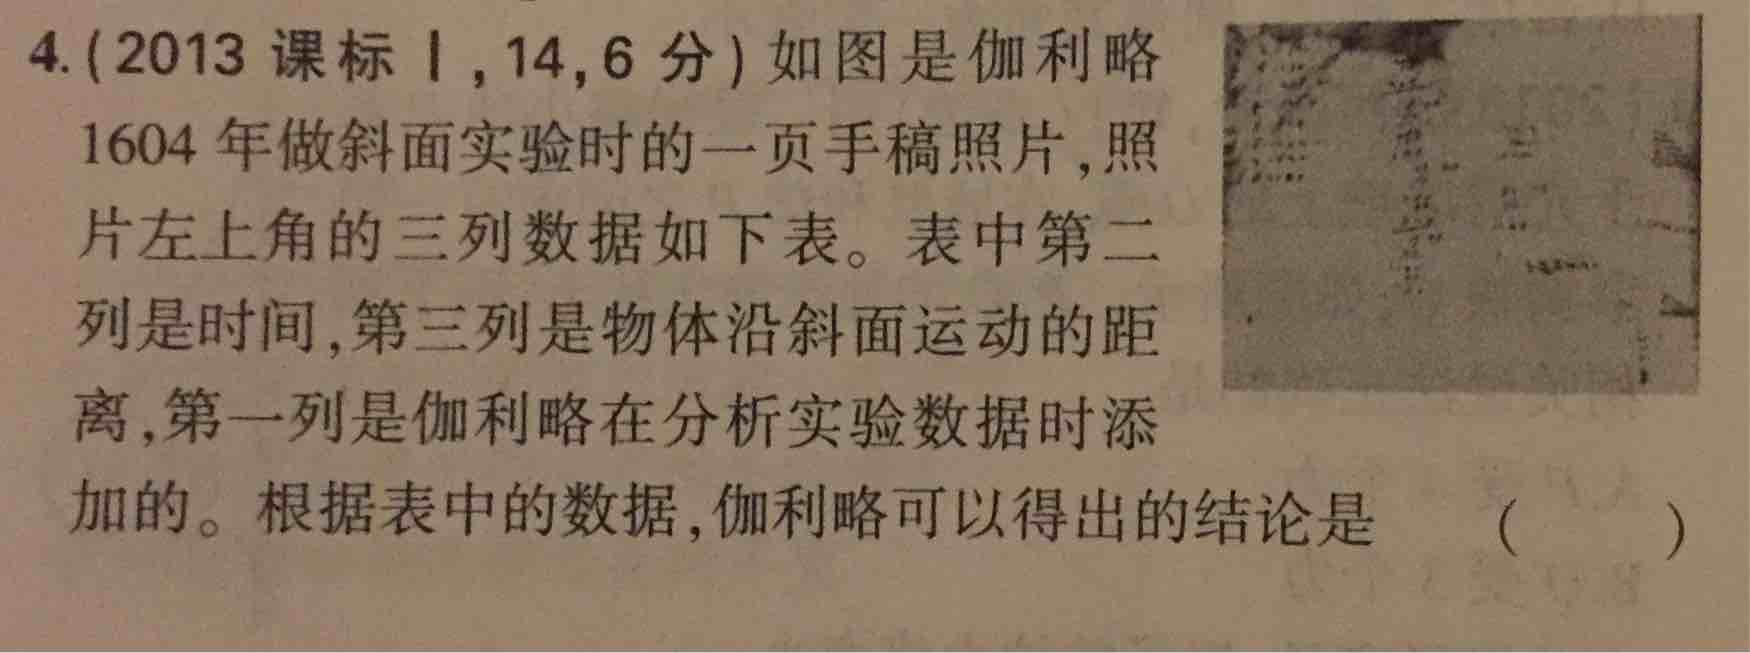 4.(2013 课标Ⅰ,14,6 分)如图是伽利略
1604 年做斜面实验时的一页手稿照片,照
片左上角的三列数据如下表。表中第二
列是时间,第三列是物体沿斜面运动的距
离,第一列是伽利略在分析实验数据时添
加的。根据表中的数据,伽利略可以得出的结论是 ( )